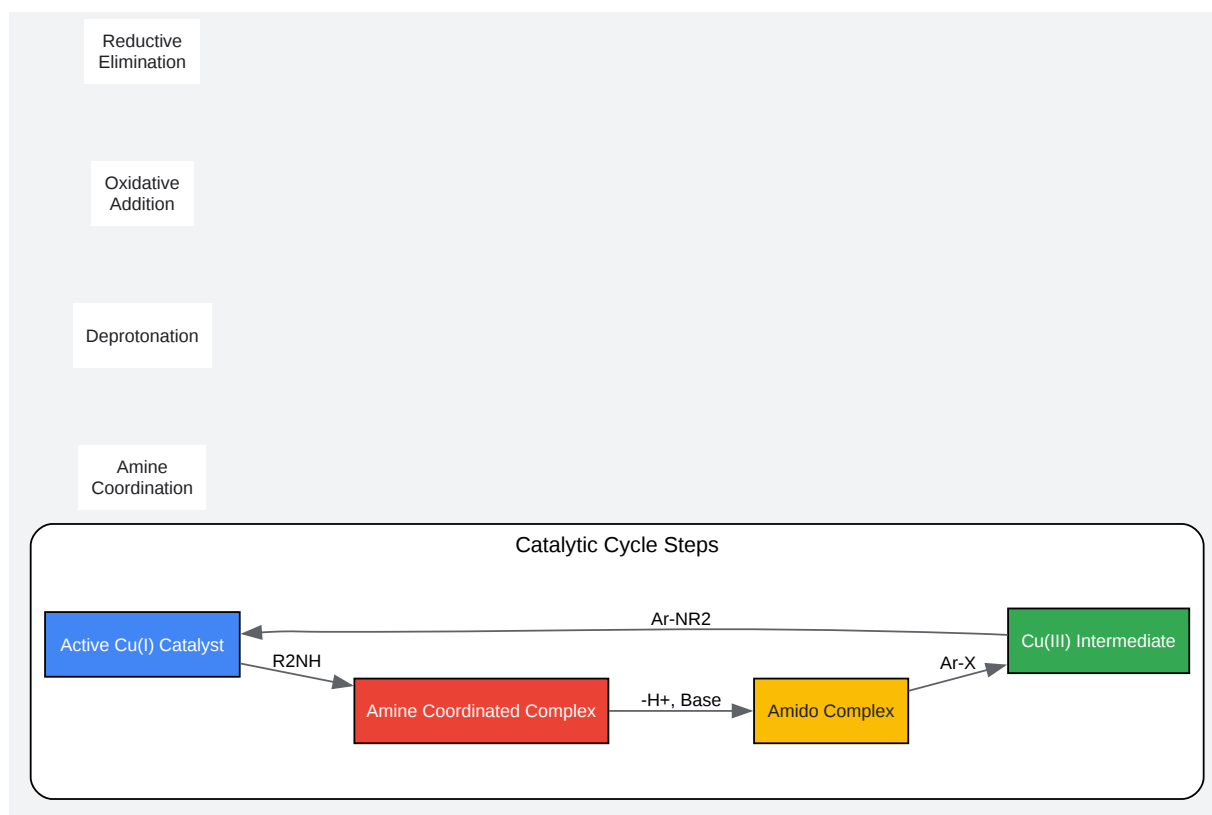 Reductive
Elimination
Oxidative
Addition
Deprotonation
Amine
Coordination
Catalytic Cycle Steps
Ar-NR2
Active Cu(I) Catalyst
Cu(III) Intermediate
R2NH
Ar-X
Amine Coordinated Complex
-H+, Base
Amido Complex